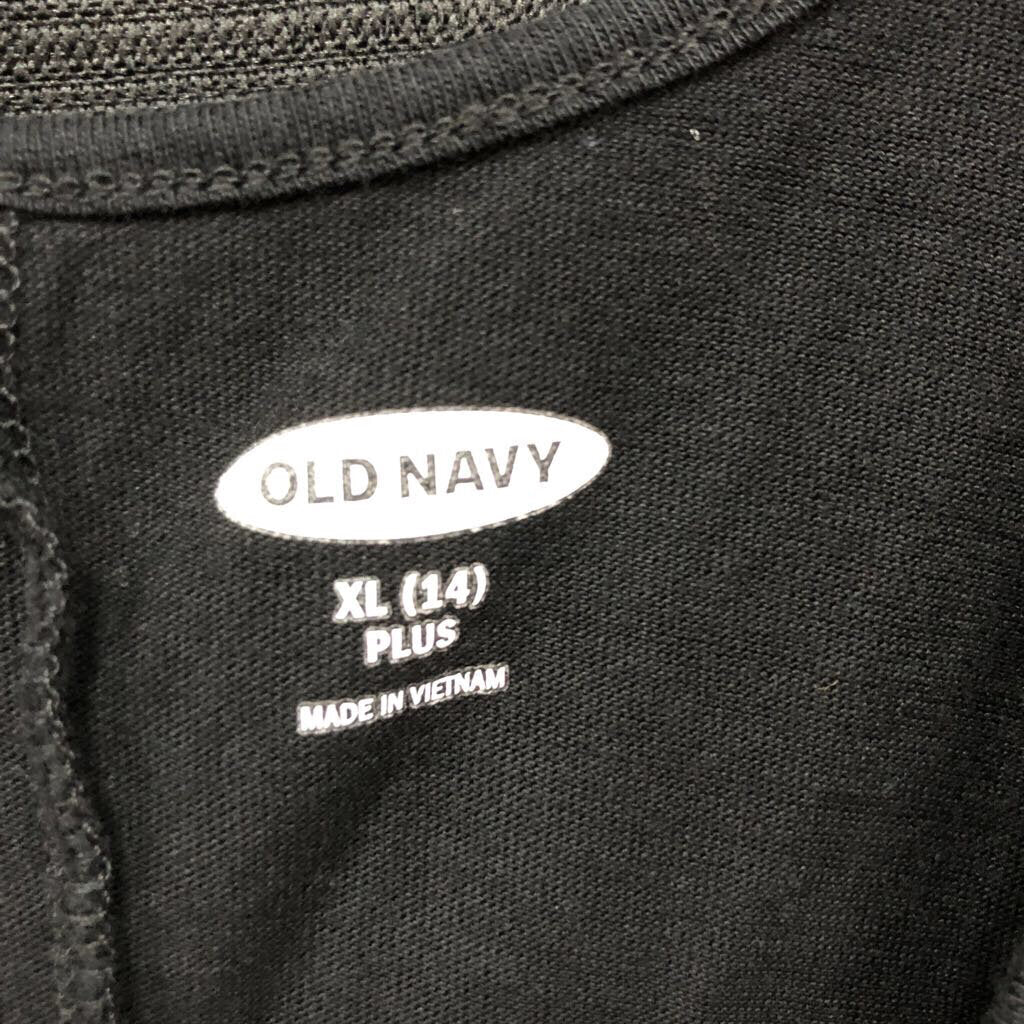 OLD NAVY
XL (14)
PLUS
MADE IN VIETNAM